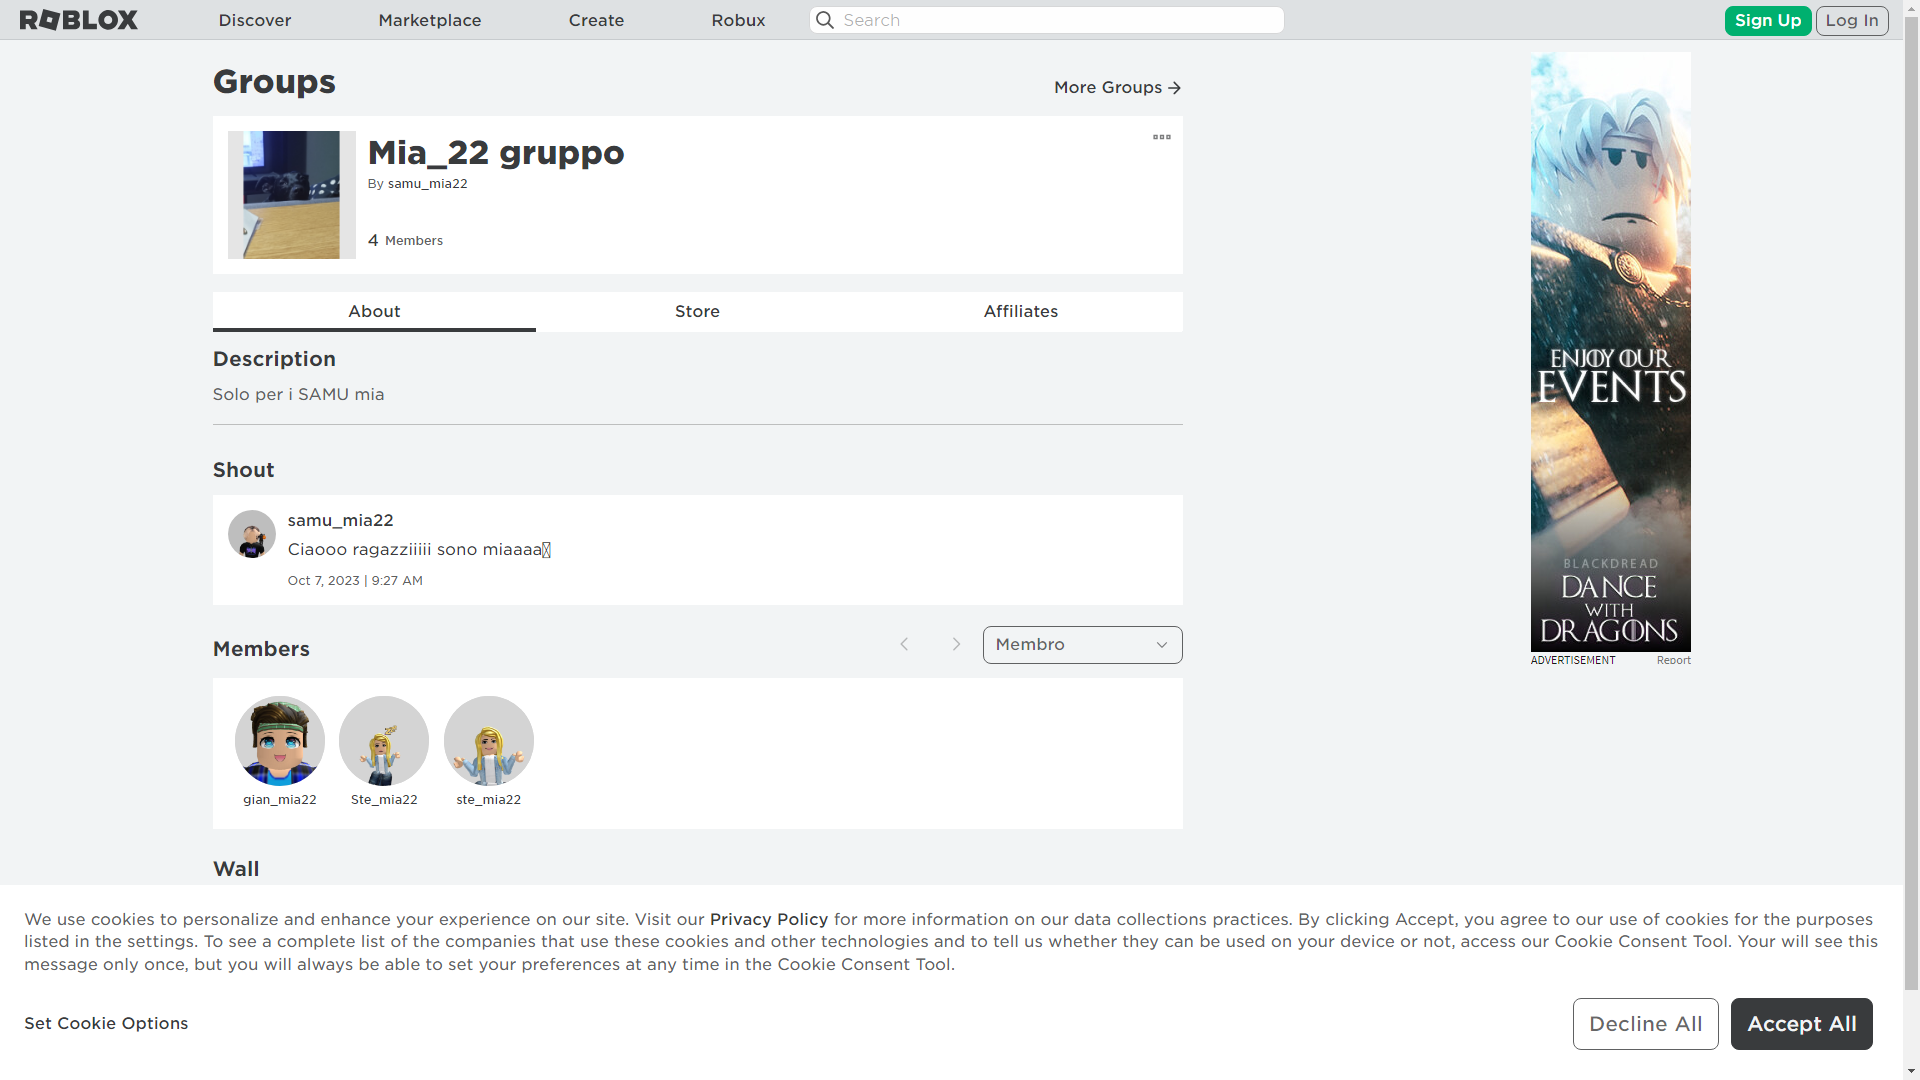 ROBLOX
Discover
Marketplace
Create
Robux
Search
Sign Up
Log In
Groups
More Groups
Mia_22 gruppo
By samu_mia22
4 Members
About
Store
Affiliates
Description
Solo per i SAMU mia
Shout
samu_mia22
Ciaooo ragazziiiii sono miaaaa
Oct 7, 2023 | 9:27 AM
Members
Membro
gian_mia22
Ste_mia22
ste_mia22
Wall
ENJOY OUR
EVENTS
BLACKDREAD
DANCE
WITH
DRAGONS
ADVERTISEMENT
Report
We use cookies to personalize and enhance your experience on our site. Visit our Privacy Policy for more information on our data collections practices. By clicking Accept, you agree to our use of cookies for the purposes
listed in the settings. To see a complete list of the companies that use these cookies and other technologies and to tell us whether they can be used on your device or not, access our Cookie Consent Tool. Your will see this
message only once, but you will always be able to set your preferences at any time in the Cookie Consent Tool.
Set Cookie Options
Decline All
Accept All